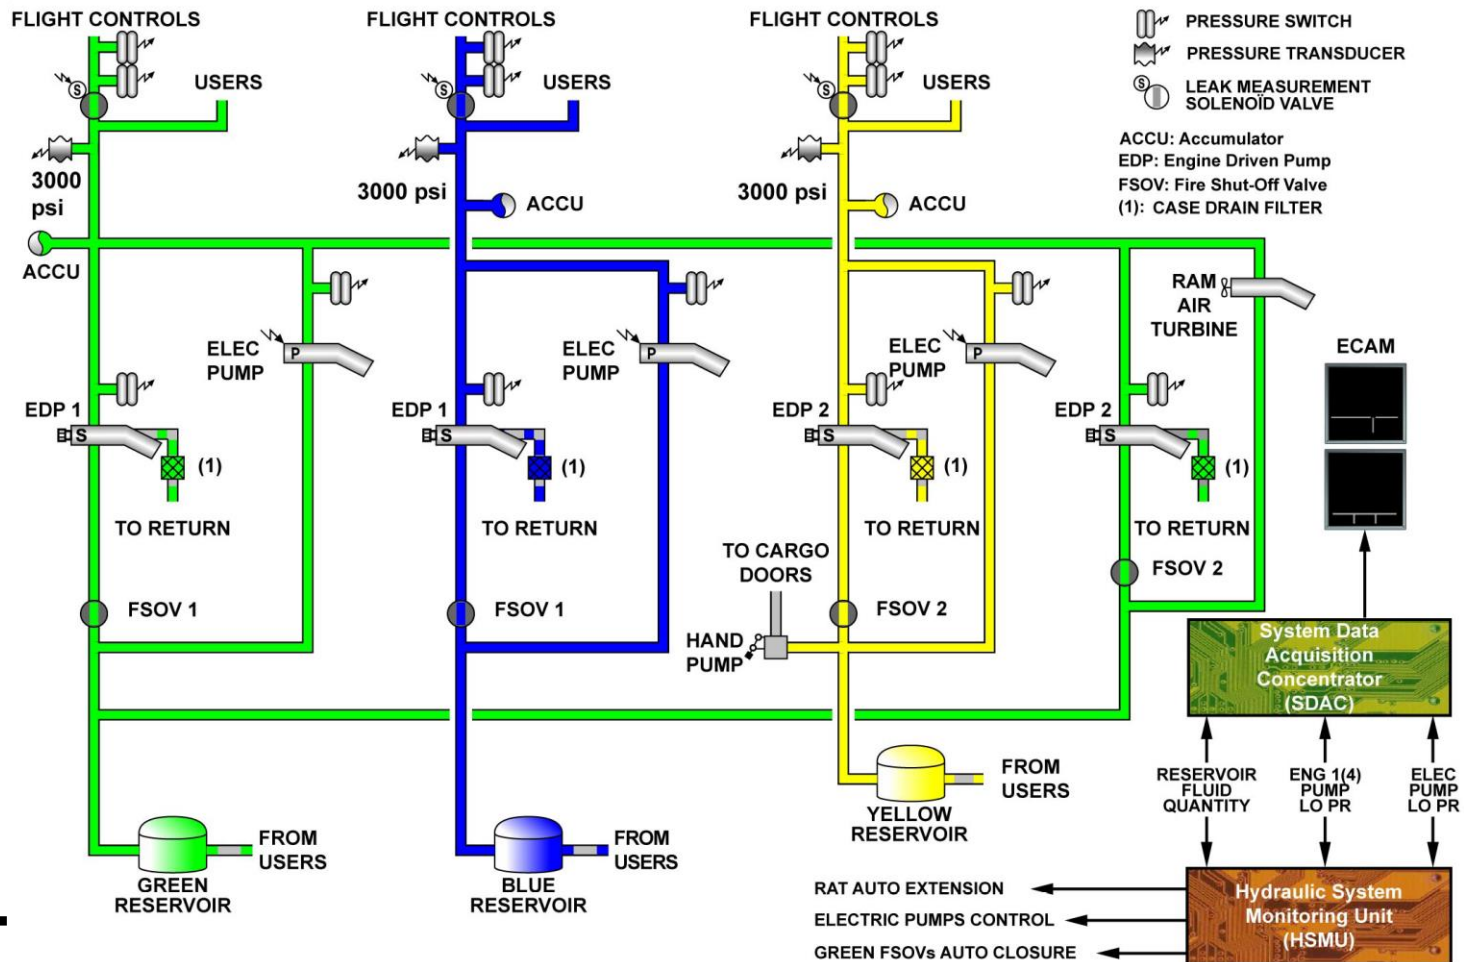 FLIGHT CONTROLS
FLIGHT CONTROLS
FLIGHT CONTROLS
PRESSURE SWITCH
PRESSURE TRANSDUCER
S
LEAK MEASUREMENT
SOLENOÏD VALVE
ACCU: Accumulator
EDP: Engine Driven Pump
FSOV: Fire Shut-Off Valve
(1): CASE DRAIN FILTER
S
USERS
S
USERS
S
USERS
3000
psi
3000 psi
3000 psi
ACCU
ACCU
ACCU
RAM
AIR
TURBINE
ELEC
PUMP
P
ELEC
PUMP
P
ELEC
PUMP
P
ECAM
EDP 1
S
(1)
EDP 1
S
(1)
EDP 2
S
(1)
EDP 2
S
(1)
TO RETURN
TO RETURN
TO RETURN
TO RETURN
TO CARGO
DOORS
FSOV 1
FSOV 1
FSOV 2
FSOV 2
HAND
PUMP
System Data
Acquisition
Concentrator
(SDAC)
FROM
USERS
YELLOW
RESERVOIR
RESERVOIR
FLUID
QUANTITY
ENG 1(4)
PUMP
LO PR
ELEC
PUMP
LO PR
FROM
USERS
GREEN
RESERVOIR
FROM
USERS
BLUE
RESERVOIR
RAT AUTO EXTENSION
ELECTRIC PUMPS CONTROL
GREEN FSOVs AUTO CLOSURE
Hydraulic System
Monitoring Unit
(HSMU)